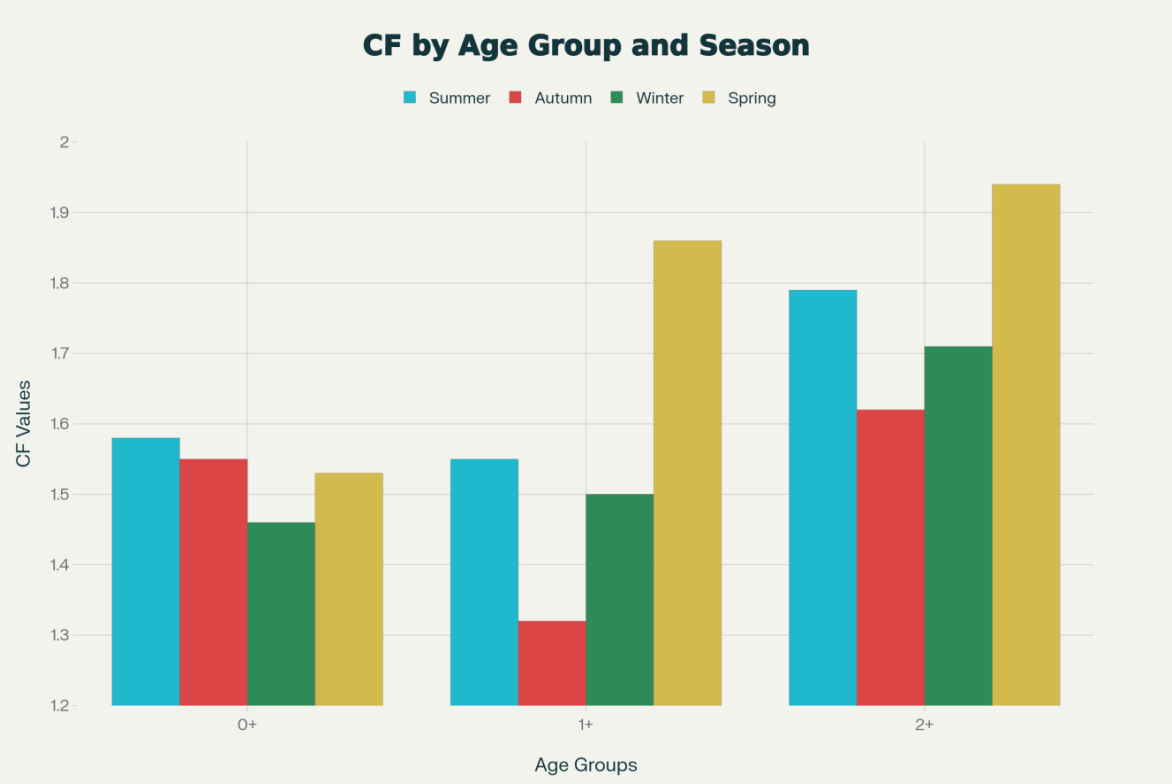 CF by Age Group and Season
Summer Autumn Winter Spring
2
1.9
1.8
1.7
1.6
1.5
1.4
1.3
1.2
CF Values
0+ 1+ 2+
Age Groups